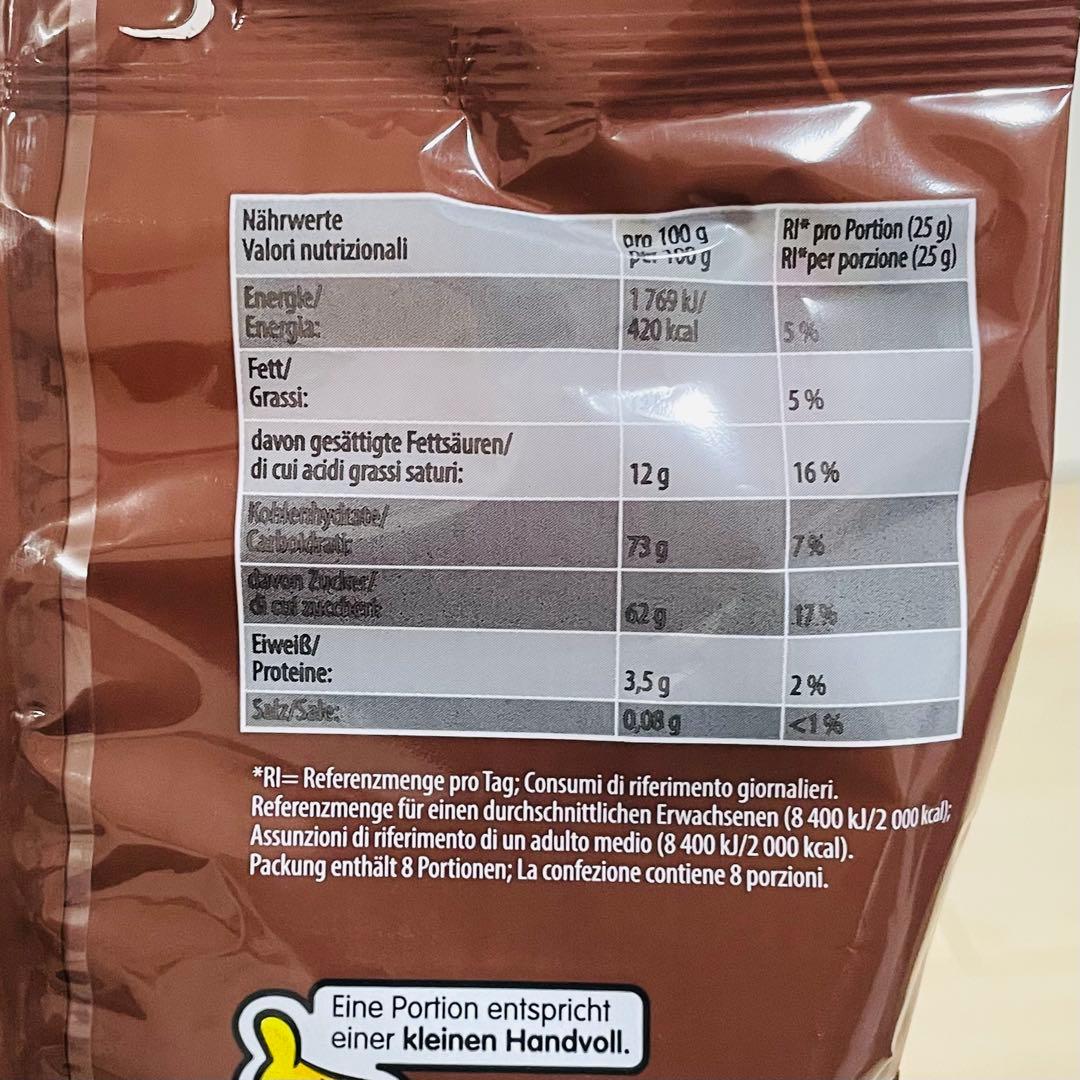 Nährwerte
Valori nutrizionali
pro 100 g
per 100 g
RI* pro Portion (25 g)
RI* per porzione (25 g)
Energie/
Energia:
1 769 kJ/
420 kcal
5 %
Fett/
Grassi:
5 %
davon gesättigte Fettsäuren/
di cui acidi grassi saturi:
12 g
16 %
Kohlenhydrate/
Carboidrati:
73 g
7 %
davon Zucker/
di cui zuccheri:
62 g
17 %
Eiweiß/
Proteine:
3,5 g
2 %
Salz/Sale:
0,08 g
<1 %
*RI= Referenzmenge pro Tag; Consumi di riferimento giornalieri.
Referenzmenge für einen durchschnittlichen Erwachsenen (8 400 kJ/2 000 kcal);
Assunzioni di riferimento di un adulto medio (8 400 kJ/2 000 kcal).
Packung enthält 8 Portionen; La confezione contiene 8 porzioni.
Eine Portion entspricht
einer kleinen Handvoll.